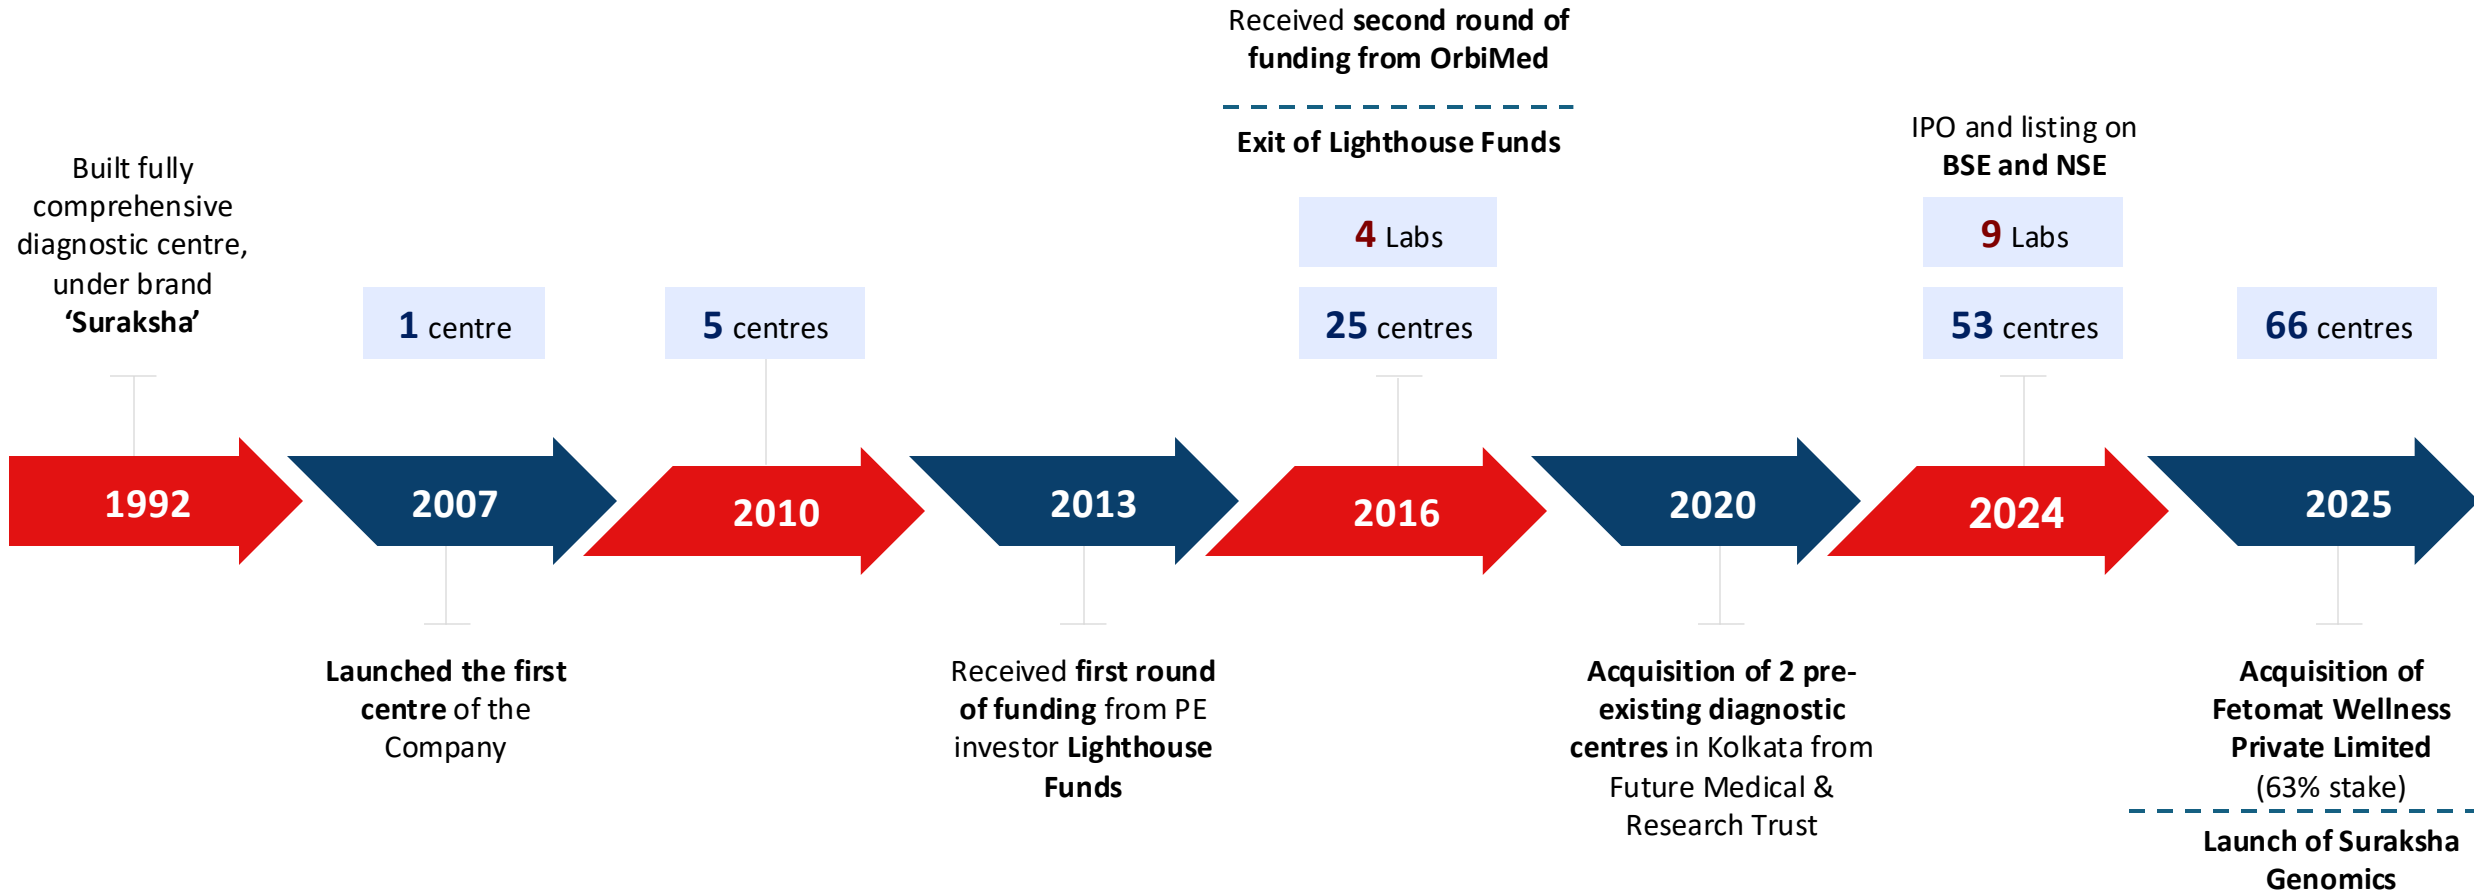 Built fully
comprehensive
diagnostic centre,
under brand
‘Suraksha’
1992
1 centre
2007
Launched the first
centre of the
Company
5 centres
2010
2013
Received first round
of funding from PE
investor Lighthouse
Funds
Received second round of
funding from OrbiMed
Exit of Lighthouse Funds
4 Labs
25 centres
2016
2020
Acquisition of 2 pre-
existing diagnostic
centres in Kolkata from
Future Medical &
Research Trust
IPO and listing on
BSE and NSE
9 Labs
53 centres
2024
66 centres
2025
Acquisition of
Fetomat Wellness
Private Limited
(63% stake)
Launch of Suraksha
Genomics